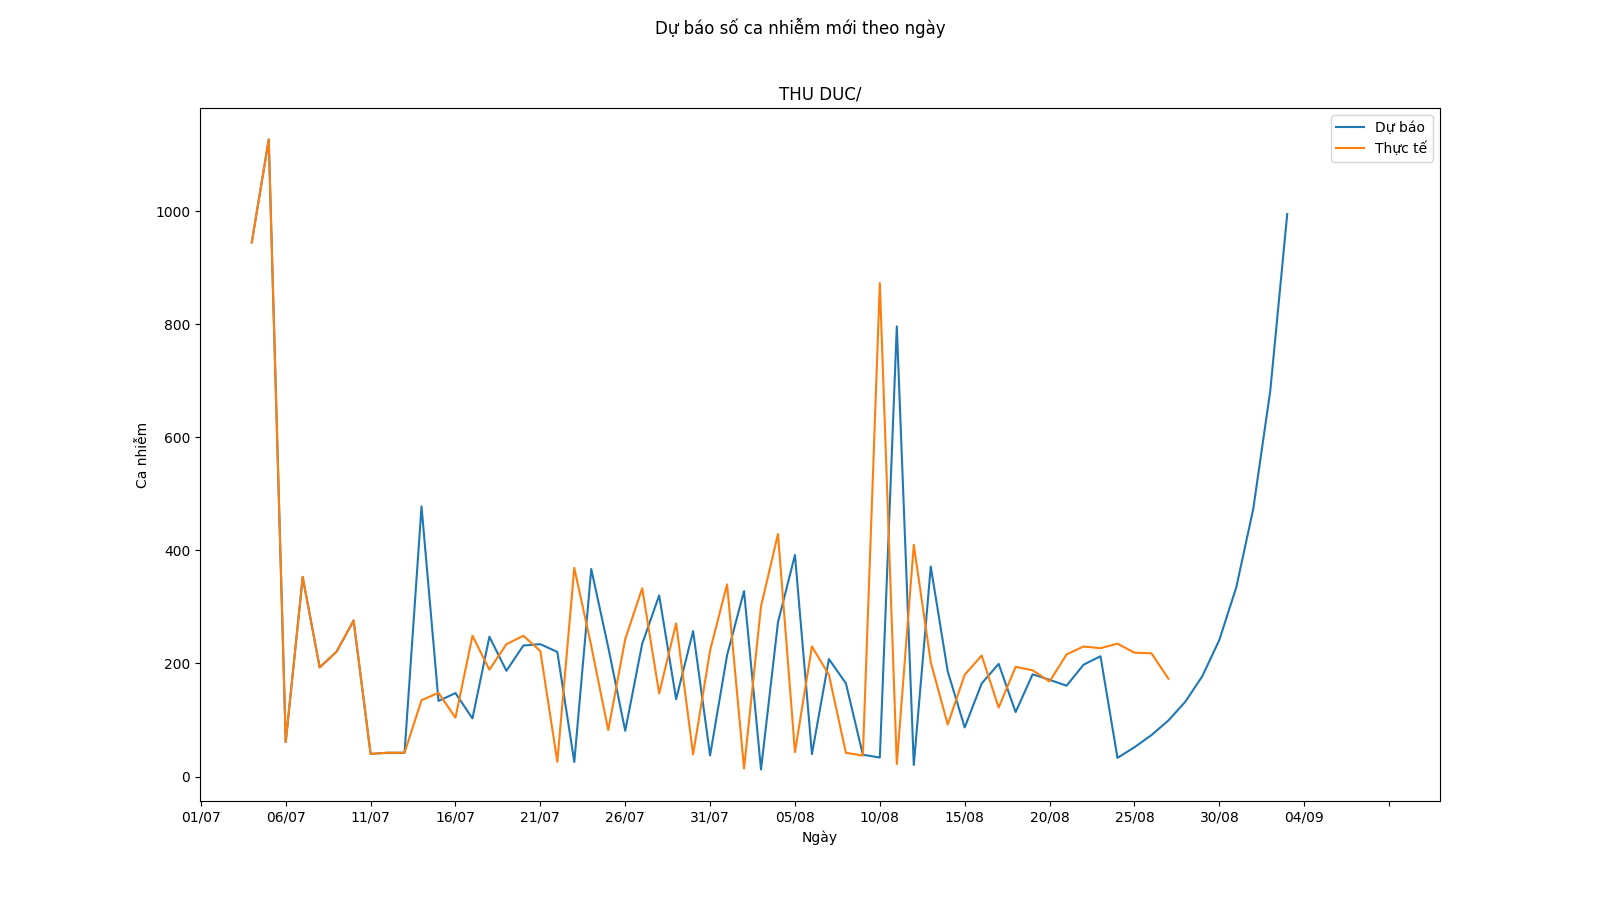 Dự báo số ca nhiễm mới theo ngày
THU DUC/
Dự báo
Thực tế
1000
800
600
400
200
0
Ca nhiễm
01/07 06/07 11/07 16/07 21/07 26/07 31/07 05/08 10/08 15/08 20/08 25/08 30/08 04/09
Ngày